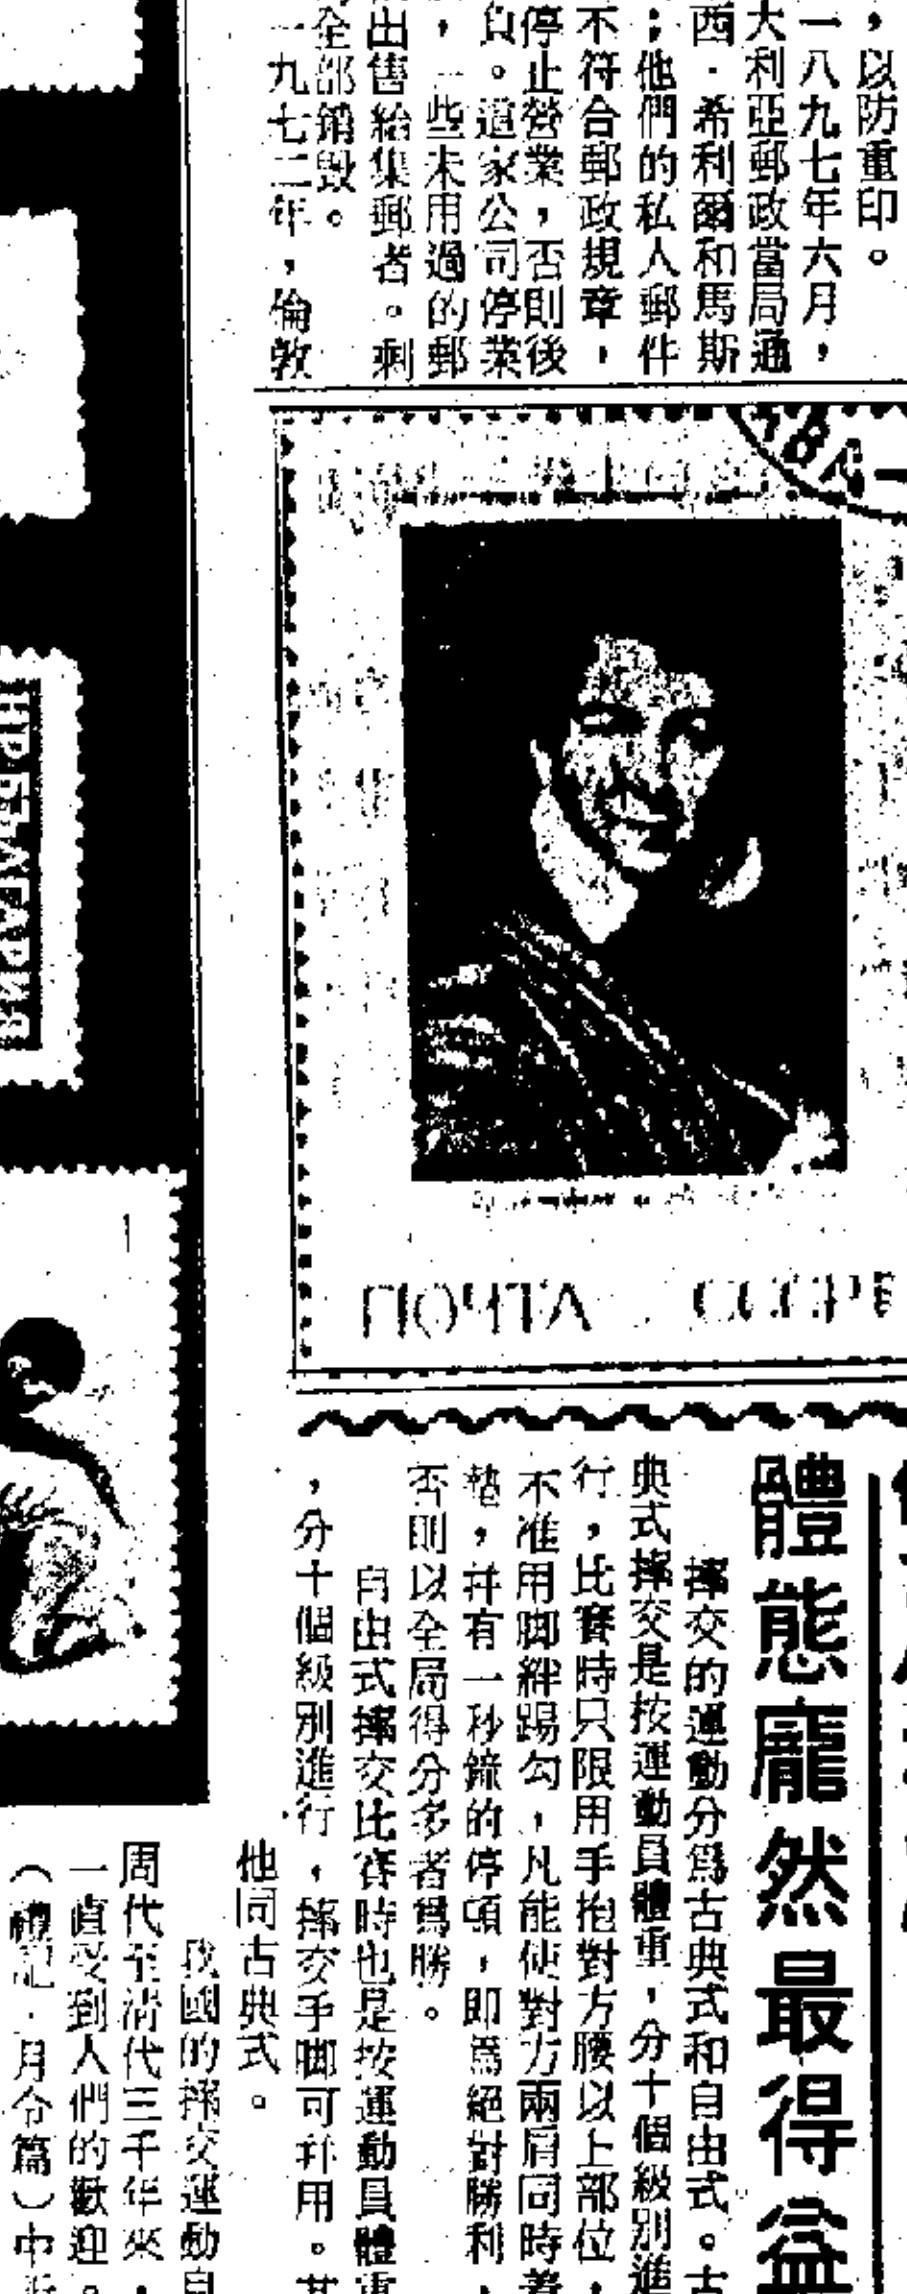 ，以防重印。
一八九七年六月，
大利亞郵政當局通
西·希利爾和馬斯
；他們的私人郵件
不符合郵政規章，
停止營業，否則後
負。這家公司停業
，一些未用過的郵
出售給集郵者。剩
全部銷毀。
一九七二年，倫敦
НР БЪЛГАРИЯ
ПОЧТА СССР
體態龐然最得益
摔交的運動分爲古典式和自由式。古
典式摔交是按運動員體重，分十個級別進
行，比賽時只限用手抱對方腰以上部位，
不准用脚絆踢勾，凡能使對方兩肩同時着
墊，并有一秒鐘的停頓，即爲絕對勝利，
否則以全局得分多者爲勝。
自由式摔交比賽時也是按運動員體重
，分十個級別進行，摔交手脚可幷用。其
他同古典式。
我國的摔交運動自
周代至清代三千年來，
一直受到人們的歡迎。
（禮記·月令篇）中